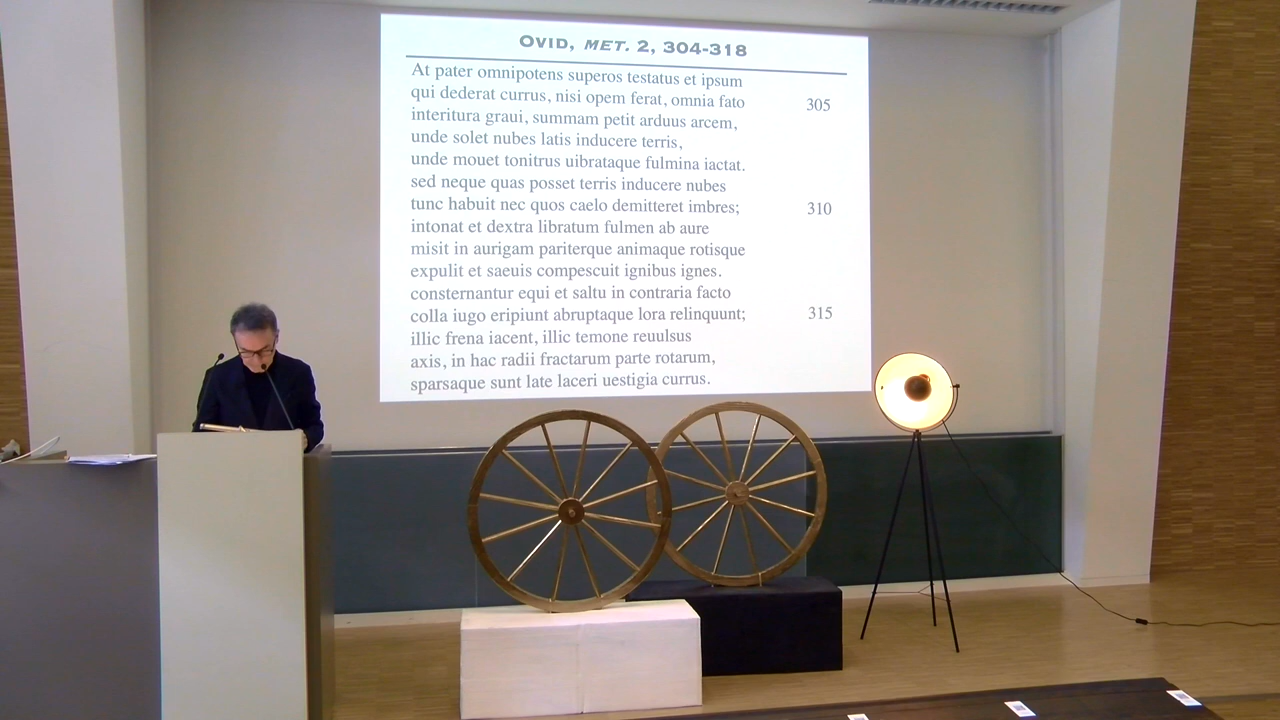 OVID, MET. 2, 304-318
At pater omnipotens superos testatus et ipsum
qui dederat currus, nisi opem ferat, omnia fato 305
interitura graui, summam petit arduus arcem,
unde solet nubes latis inducere terris,
unde mouet tonitrus uibrataque fulmina iactat.
sed neque quas posset terris inducere nubes
tunc habuit nec quos caelo demitteret imbres; 310
intonat et dextra libratum fulmen ab aure
misit in aurigam pariterque animaque rotisque
expulit et saeuis compescuit ignibus ignes.
consternantur equi et saltu in contraria facto
colla iugo eripiunt abruptaque lora relinquunt; 315
illic frena iacent, illic temone reuulsus
axis, in hac radii fractarum parte rotarum,
sparsaque sunt late laceri uestigia currus.